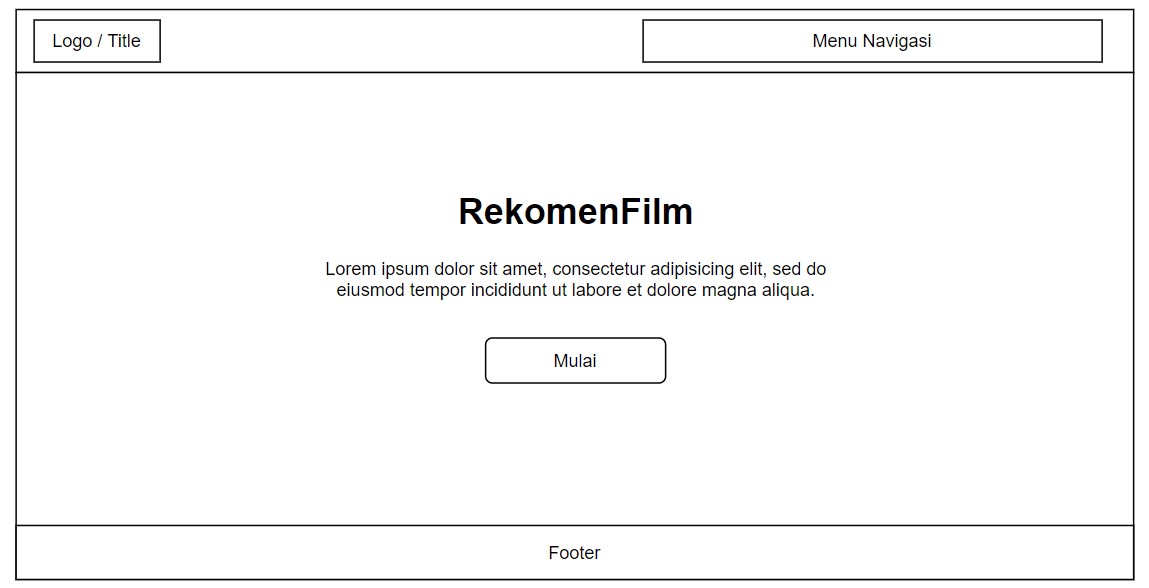 Logo / Title
Menu Navigasi
RekomenFilm
Lorem ipsum dolor sit amet, consectetur adipisicing elit, sed do
eiusmod tempor incididunt ut labore et dolore magna aliqua.
Mulai
Footer